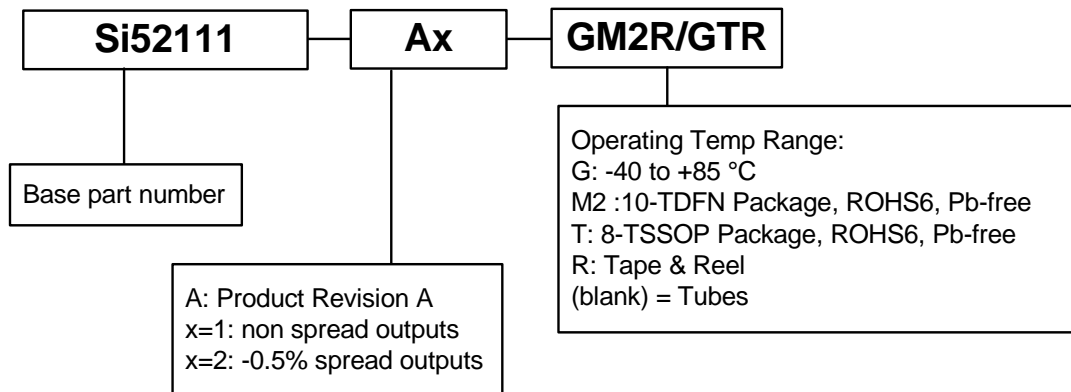 Si52111
Ax
GM2R/GTR
Base part number
Operating Temp Range:
G: -40 to +85 °C
M2 :10-TDFN Package, ROHS6, Pb-free
T: 8-TSSOP Package, ROHS6, Pb-free
R: Tape & Reel
(blank) = Tubes
A: Product Revision A
x=1: non spread outputs
x=2: -0.5% spread outputs